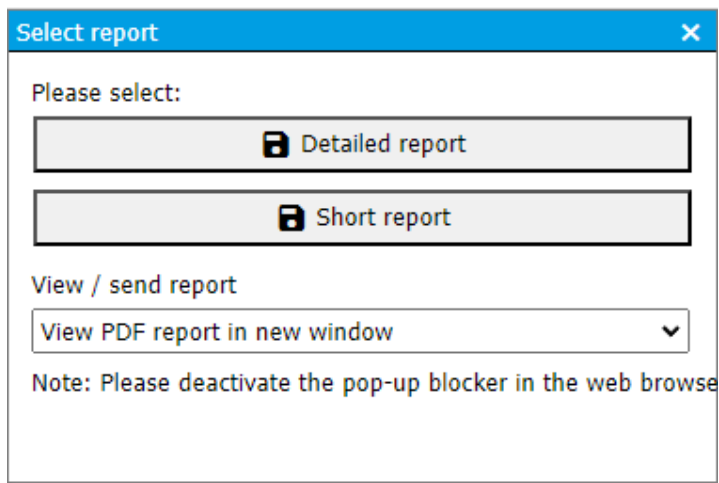 Select report
Please select:
Detailed report
Short report
View / send report
View PDF report in new window
Note: Please deactivate the pop-up blocker in the web browse